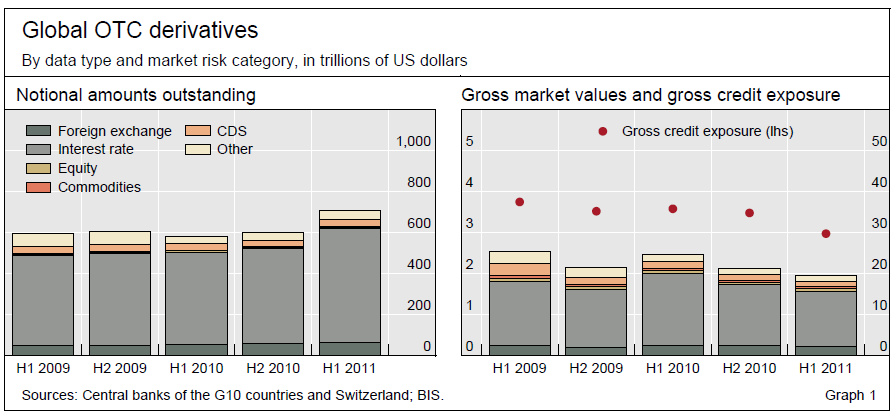 Global OTC derivatives
By data type and market risk category, in trillions of US dollars
Notional amounts outstanding
Foreign exchange
Interest rate
Equity
Commodities
CDS
Other
1,000
800
600
400
200
0
H1 2009
H2 2009
H1 2010
H2 2010
H1 2011
Gross market values and gross credit exposure
Gross credit exposure (lhs)
5
4
3
2
1
0
50
40
30
20
10
0
H1 2009
H2 2009
H1 2010
H2 2010
H1 2011
Sources: Central banks of the G10 countries and Switzerland; BIS.
Graph 1